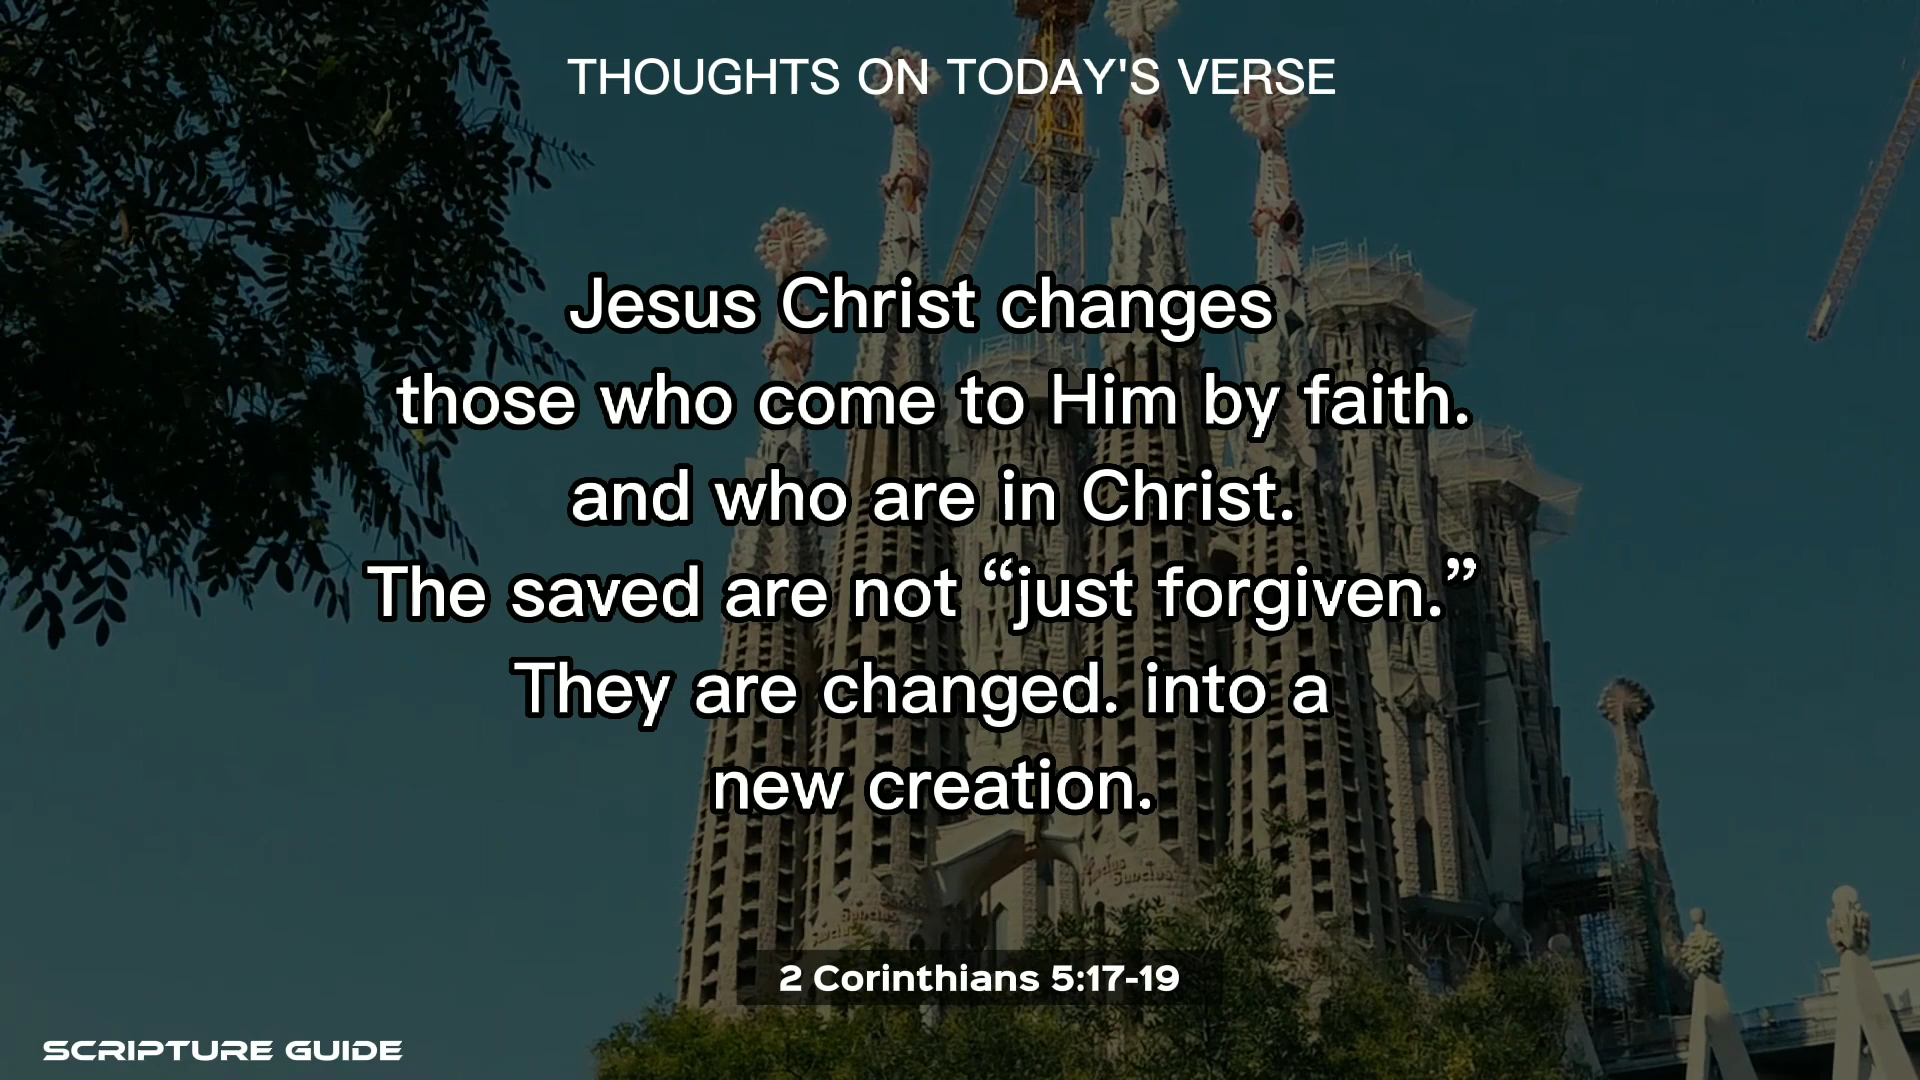 THOUGHTS ON TODAY'S VERSE
Jesus Christ changes
those who come to Him by faith.
and who are in Christ.
The saved are not “just forgiven.”
They are changed. into a
new creation.
2 Corinthians 5:17-19
SCRIPTURE GUIDE